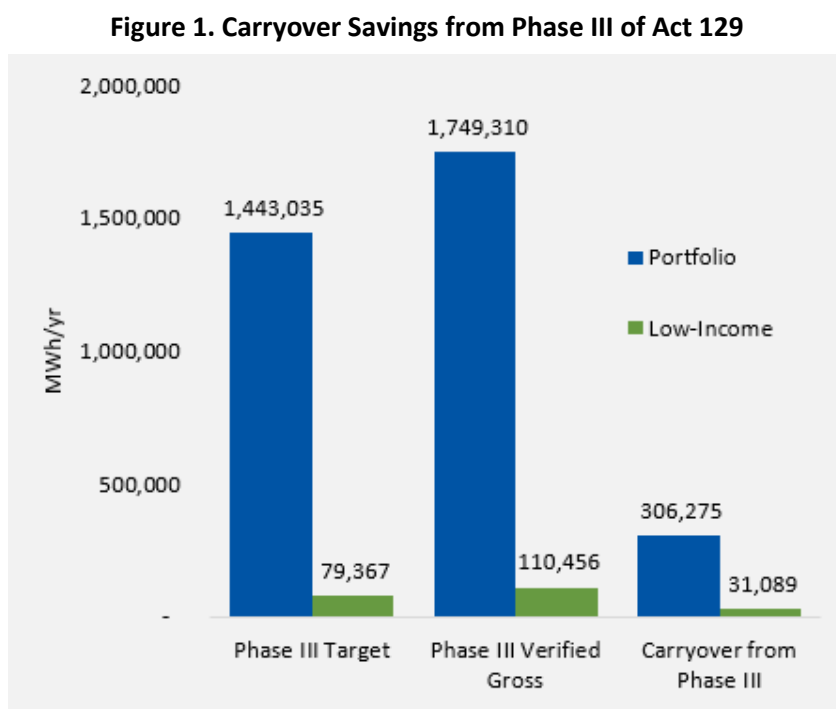 Figure 1. Carryover Savings from Phase III of Act 129
2,000,000
1,500,000
1,000,000
500,000
-
MWh/yr
1,443,035
79,367
1,749,310
110,456
306,275
31,089
Portfolio
Low-Income
Phase III Target
Phase III Verified
Gross
Carryover from
Phase III